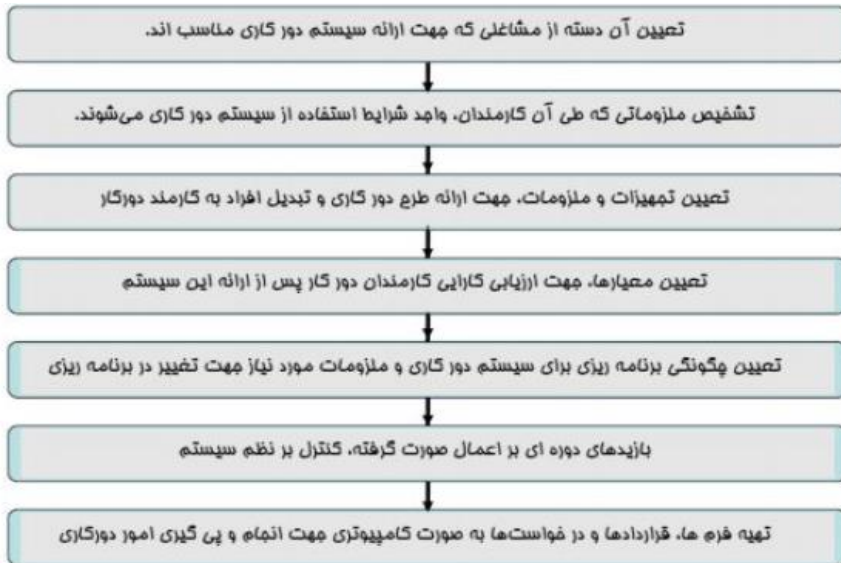 تعیین آن دسته از مشاغلی که جهت ارائه سیستم دور کاری مناسب اند.
تشخیص ملزوماتی که طی آن کارمندان، واجد شرایط استفاده از سیستم دور کاری می‌شوند.
تعیین تجهیزات و ملزومات، جهت ارائه طرح دور کاری و تبدیل افراد به کارمند دورکار
تعیین معیارها، جهت ارزیابی کارایی کارمندان دور کار پس از ارائه این سیستم
تعیین چگونگی برنامه ریزی برای سیستم دور کاری و ملزومات مورد نیاز جهت تغییر در برنامه ریزی
بازیدهای دوره ای بر اعمال صورت گرفته، کنترل بر نظم سیستم
تهیه فرم ها، قراردادها و در خواست‌ها به صورت کامپیوتری جهت انجام و پی گیری امور دورکاری